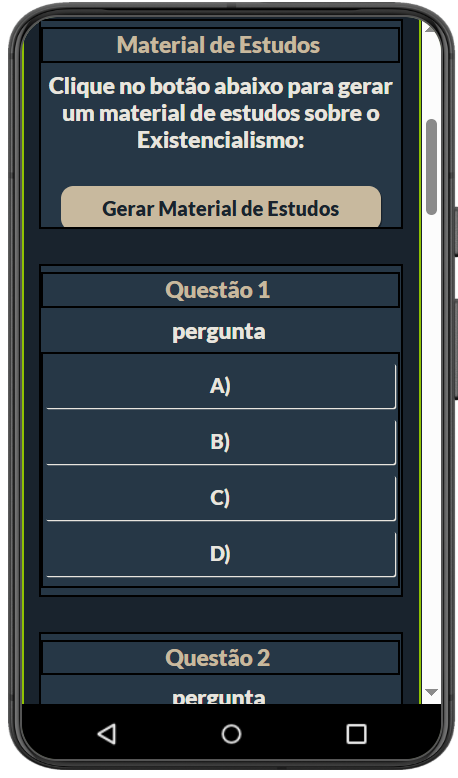 Material de Estudos
Clique no botão abaixo para gerar
um material de estudos sobre o
Existencialismo:
Gerar Material de Estudos
Questão 1
pergunta
A)
B)
C)
D)
Questão 2
pergunta